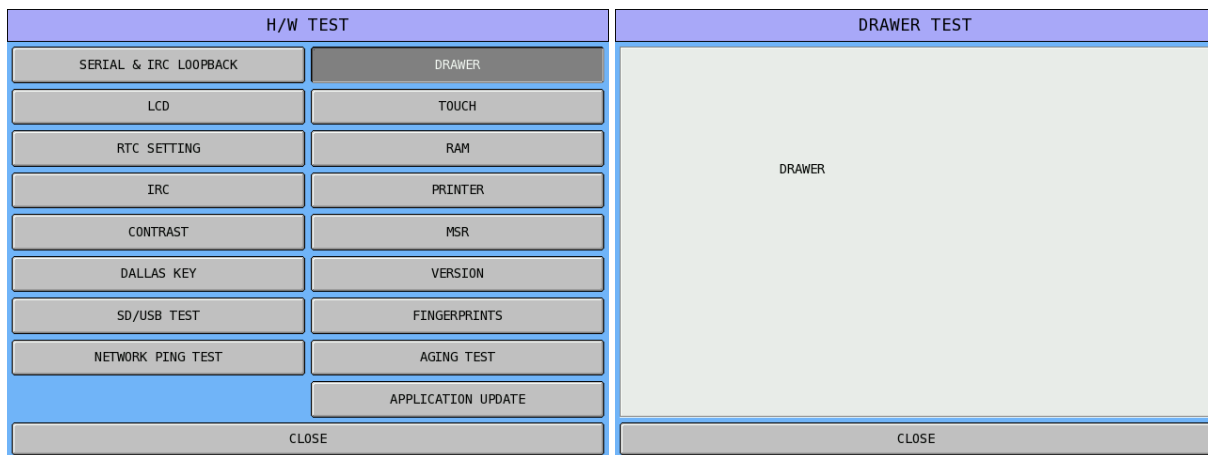 H/W TEST
SERIAL & IRC LOOPBACK
DRAWER
LCD
TOUCH
RTC SETTING
RAM
IRC
PRINTER
CONTRAST
MSR
DALLAS KEY
VERSION
SD/USB TEST
FINGERPRINTS
NETWORK PING TEST
AGING TEST
APPLICATION UPDATE
CLOSE
DRAWER TEST
DRAWER
CLOSE